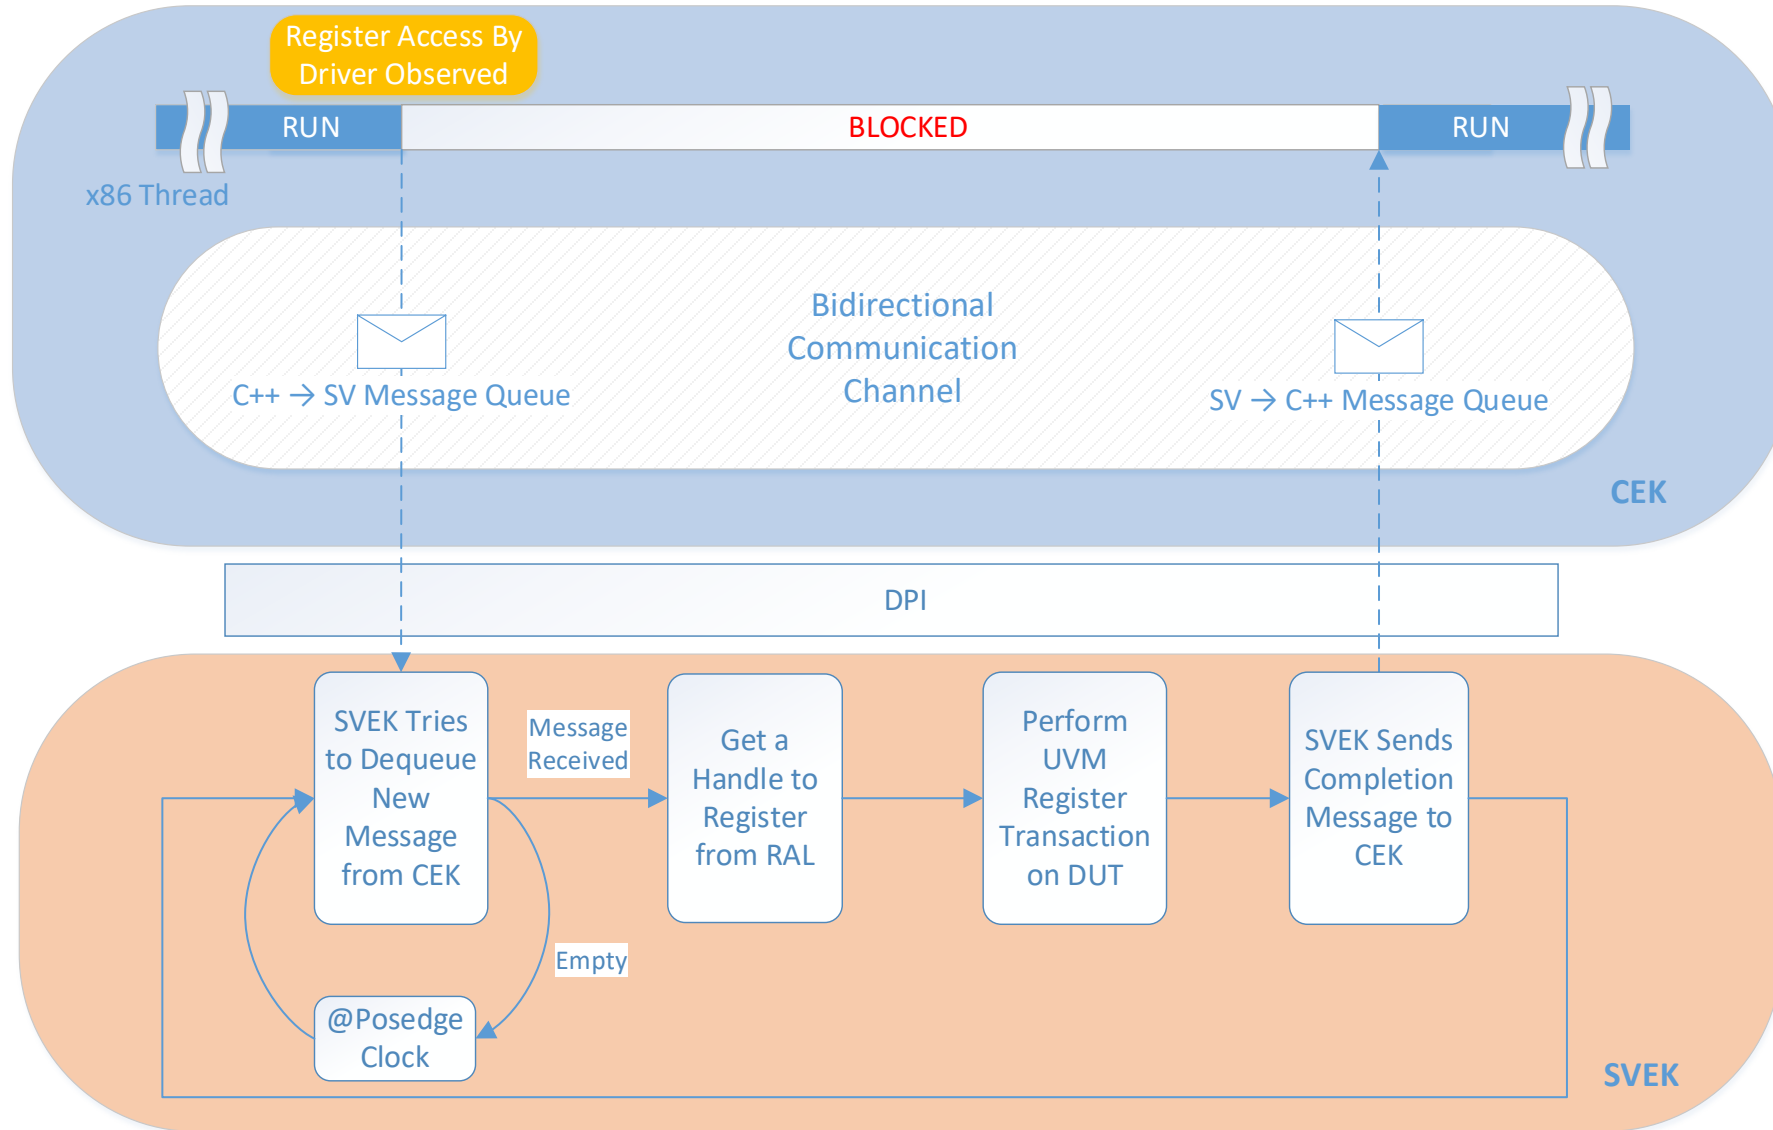 Register Access By
Driver Observed
RUN
BLOCKED
RUN
x86 Thread
Bidirectional
Communication
Channel
C++ → SV Message Queue
SV → C++ Message Queue
CEK
DPI
SVEK Tries
to Dequeue
New
Message
from CEK
Message
Received
Get a
Handle to
Register
from RAL
Perform
UVM
Register
Transaction
on DUT
SVEK Sends
Completion
Message to
CEK
Empty
@Posedge
Clock
SVEK